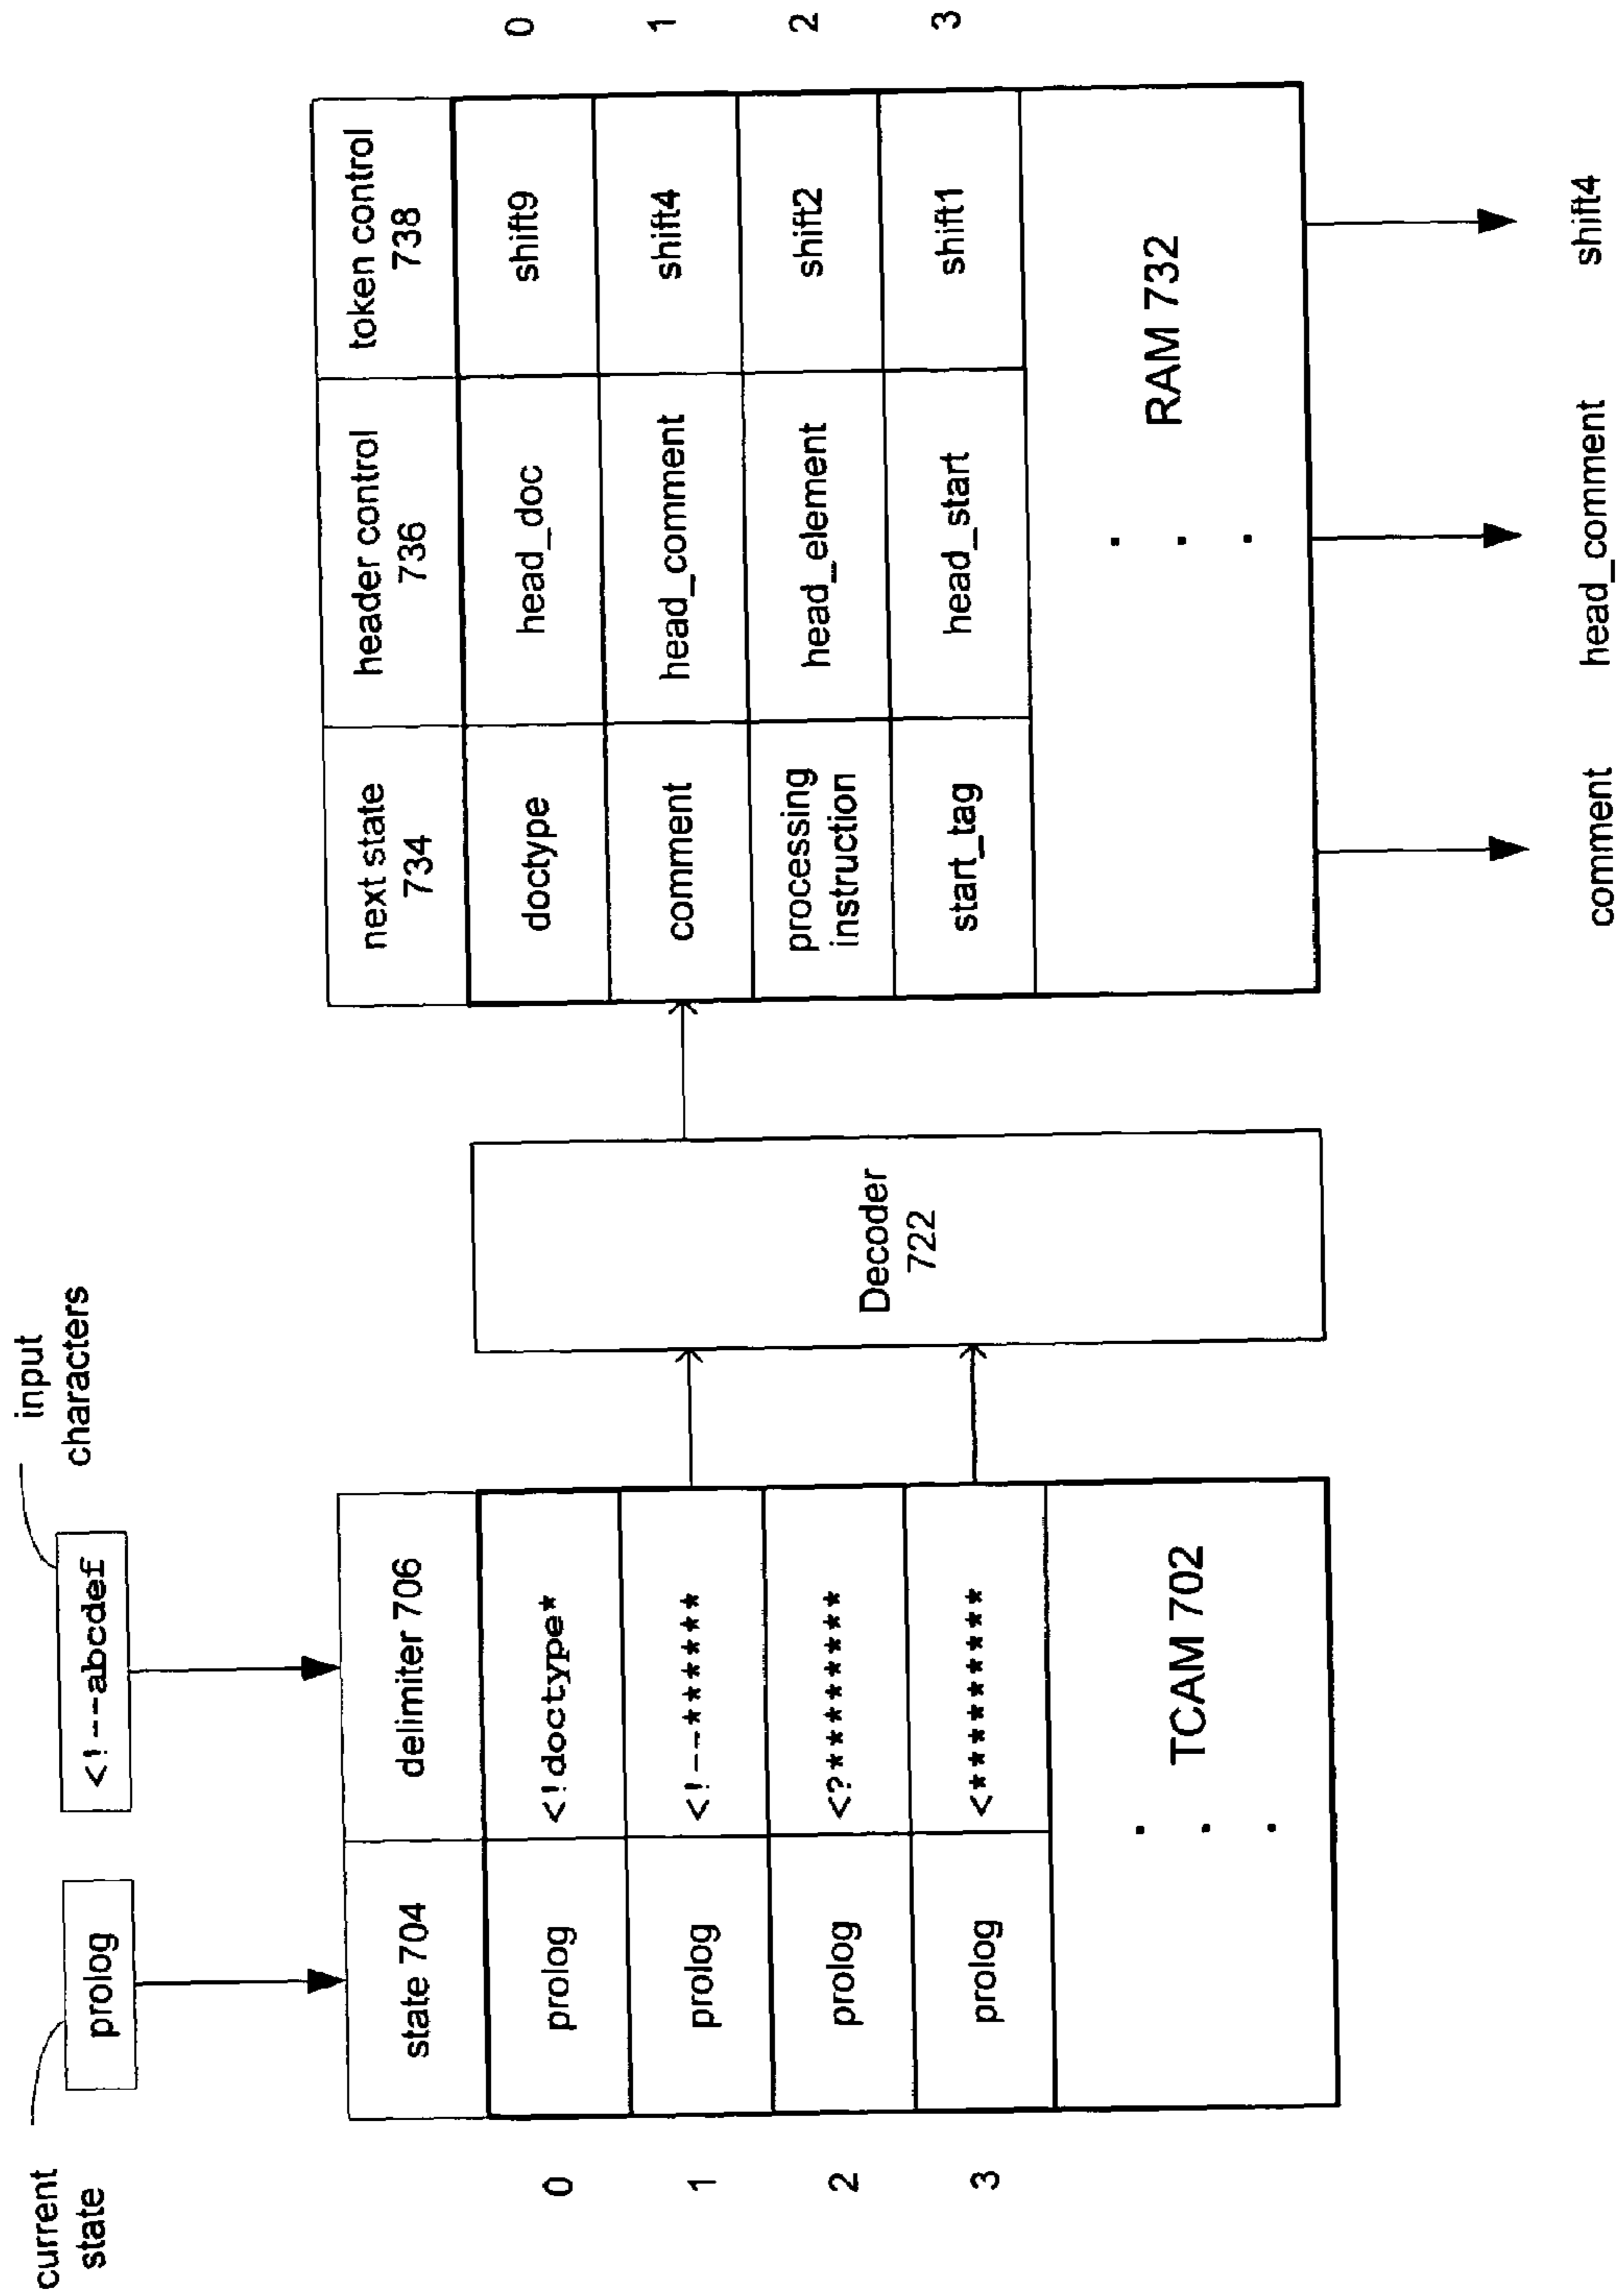 current
state
prolog
<!--abcdef
input
characters
state 704
delimiter 706
0
prolog
<!doctype*
1
prolog
<!--******
2
prolog
<?********
3
prolog
<*********
TCAM 702
Decoder
722
next state
734
header control
736
token control
738
doctype
head_doc
shift9
0
comment
head_comment
shift4
1
processing
instruction
head_element
shift2
2
start_tag
head_start
shift1
3
RAM 732
comment
head_comment
shift4